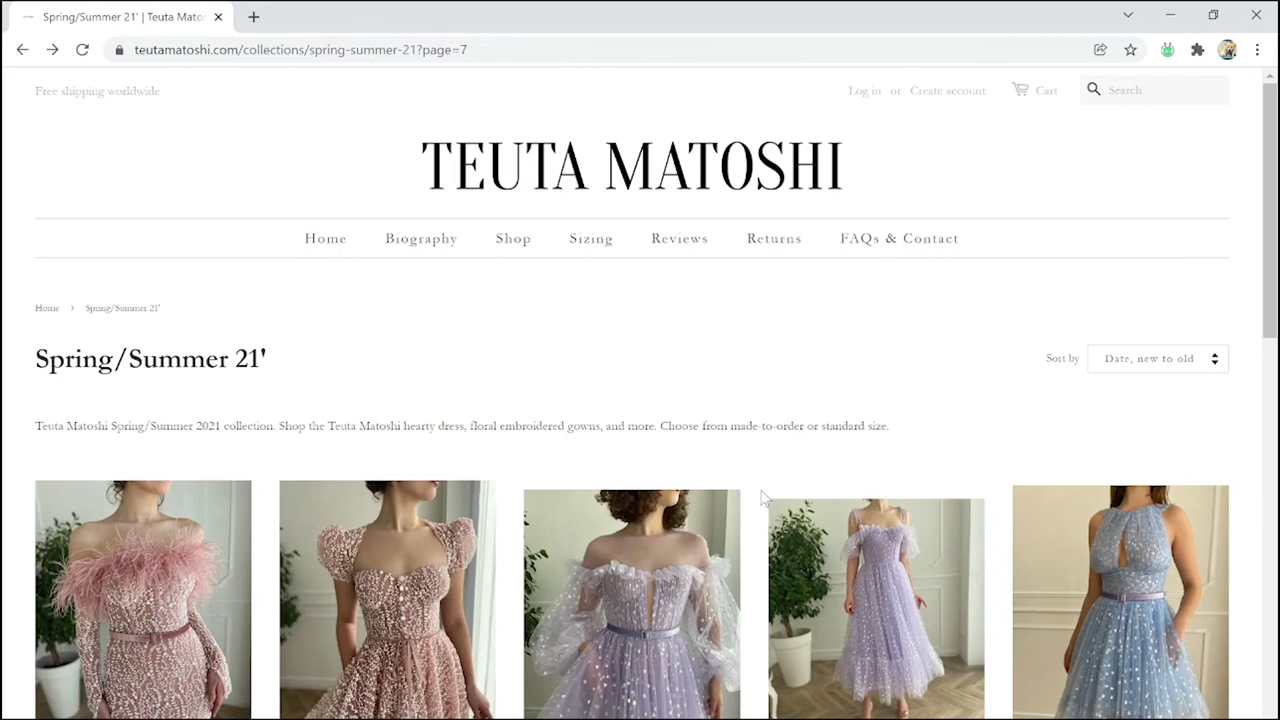 Spring/Summer 21' | Teuta Mato
teutamatoshi.com/collections/spring-summer-21?page=7
Free shipping worldwide
Log in or Create account
Cart
Search
TEUTA MATOSHI
Home
Biography
Shop
Sizing
Reviews
Returns
FAQs & Contact
Home › Spring/Summer 21'
Spring/Summer 21'
Sort by
Date, new to old
Teuta Matoshi Spring/Summer 2021 collection. Shop the Teuta Matoshi hearty dress, floral embroidered gowns, and more. Choose from made-to-order or standard size.